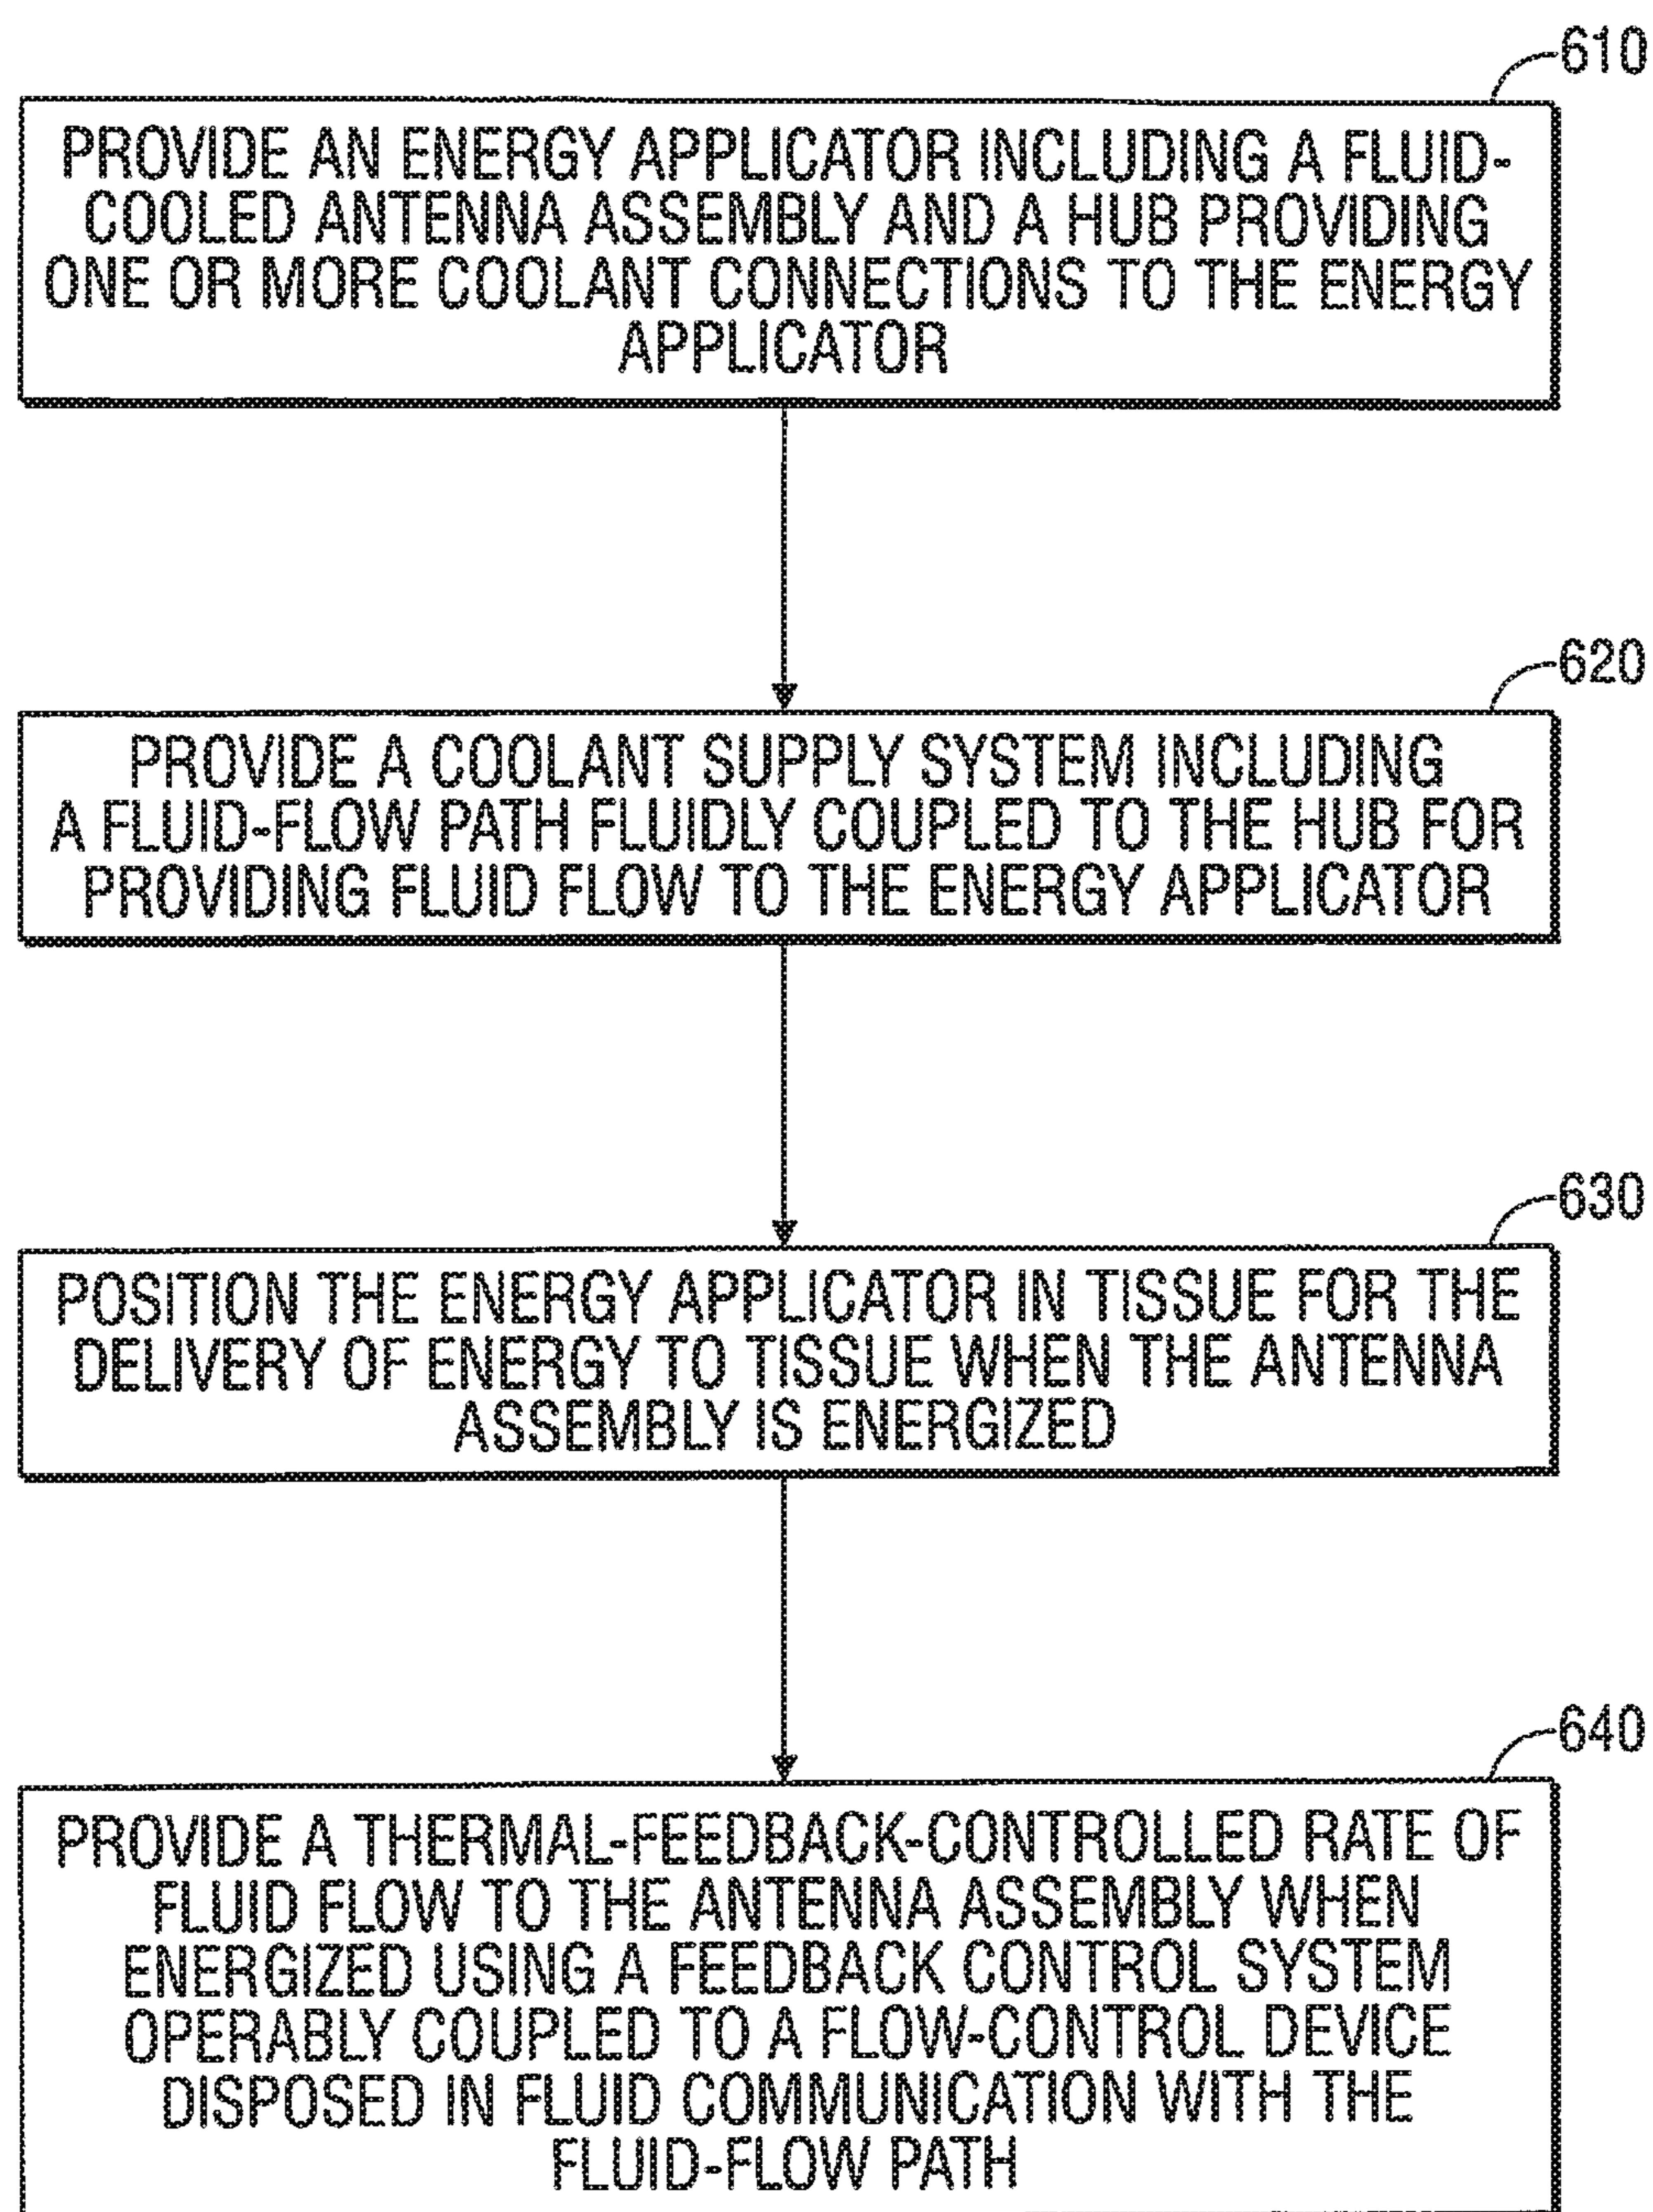 610
PROVIDE AN ENERGY APPLICATOR INCLUDING A FLUID-
COOLED ANTENNA ASSEMBLY AND A HUB PROVIDING
ONE OR MORE COOLANT CONNECTIONS TO THE ENERGY
APPLICATOR
620
PROVIDE A COOLANT SUPPLY SYSTEM INCLUDING
A FLUID-FLOW PATH FLUIDLY COUPLED TO THE HUB FOR
PROVIDING FLUID FLOW TO THE ENERGY APPLICATOR
630
POSITION THE ENERGY APPLICATOR IN TISSUE FOR THE
DELIVERY OF ENERGY TO TISSUE WHEN THE ANTENNA
ASSEMBLY IS ENERGIZED
640
PROVIDE A THERMAL-FEEDBACK-CONTROLLED RATE OF
FLUID FLOW TO THE ANTENNA ASSEMBLY WHEN
ENERGIZED USING A FEEDBACK CONTROL SYSTEM
OPERABLY COUPLED TO A FLOW-CONTROL DEVICE
DISPOSED IN FLUID COMMUNICATION WITH THE
FLUID-FLOW PATH